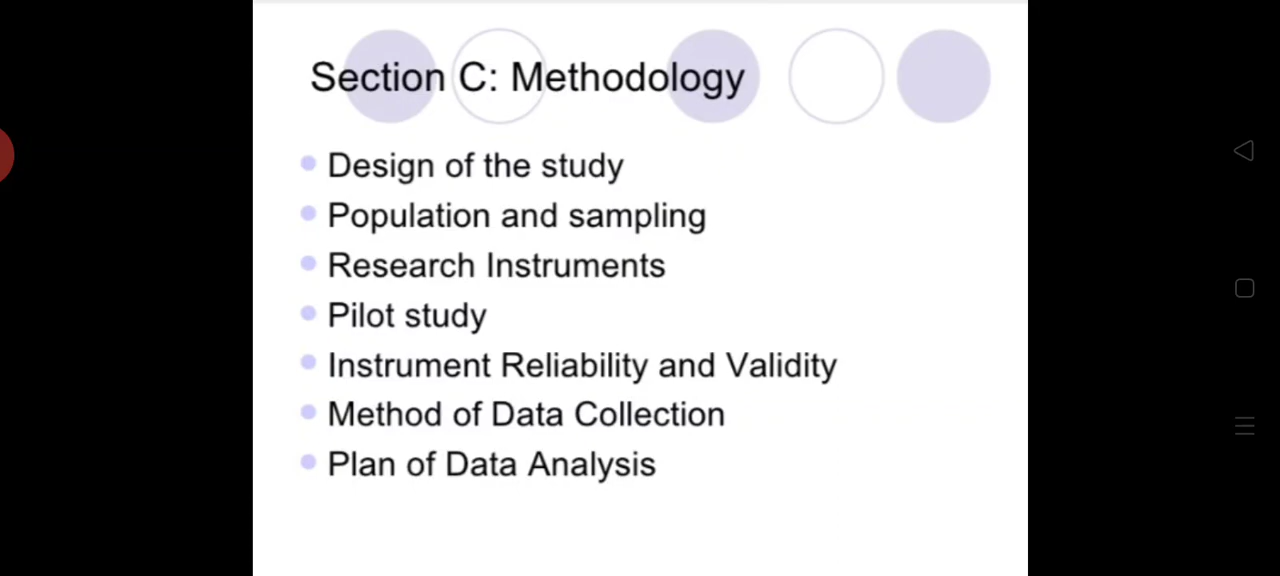 Section C: Methodology
Design of the study
Population and sampling
Research Instruments
Pilot study
Instrument Reliability and Validity
Method of Data Collection
Plan of Data Analysis